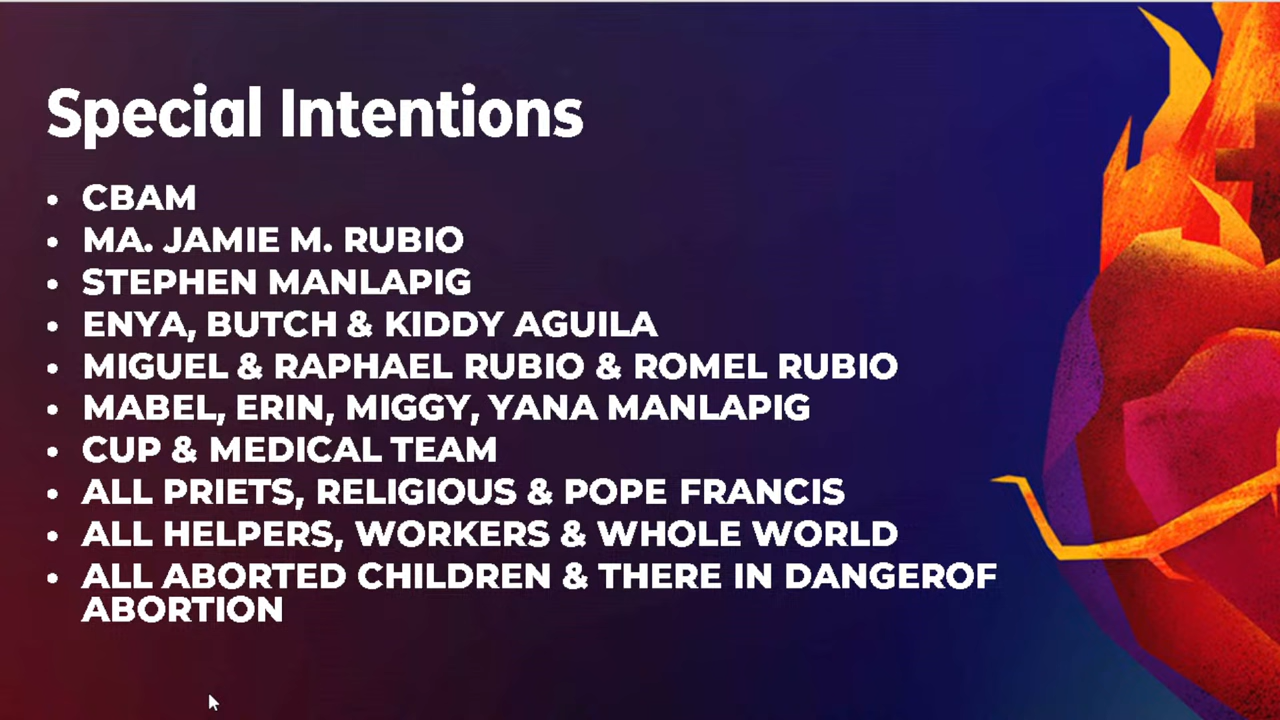 Special Intentions
• CBAM
• MA. JAMIE M. RUBIO
• STEPHEN MANLAPIG
• ENYA, BUTCH & KIDDY AGUILA
• MIGUEL & RAPHAEL RUBIO & ROMEL RUBIO
• MABEL, ERIN, MIGGY, YANA MANLAPIG
• CUP & MEDICAL TEAM
• ALL PRIETS, RELIGIOUS & POPE FRANCIS
• ALL HELPERS, WORKERS & WHOLE WORLD
• ALL ABORTED CHILDREN & THERE IN DANGEROF
ABORTION